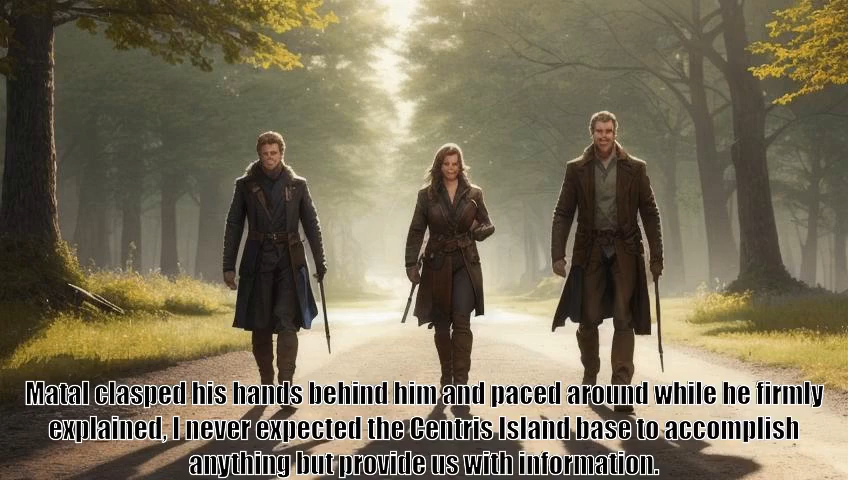 Matal clasped his hands behind him and paced around while he firmly
explained, I never expected the Centris Island base to accomplish
anything but provide us with information.